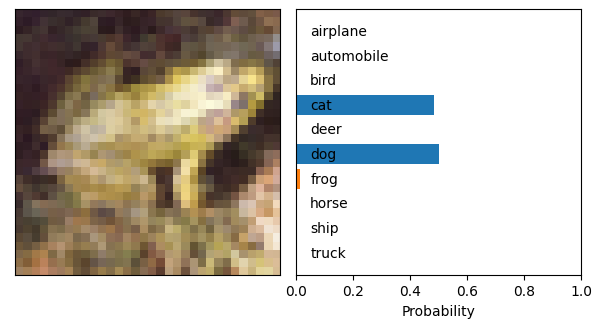 airplane
automobile
bird
cat
deer
dog
frog
horse
ship
truck
0.0 0.2 0.4 0.6 0.8 1.0
Probability